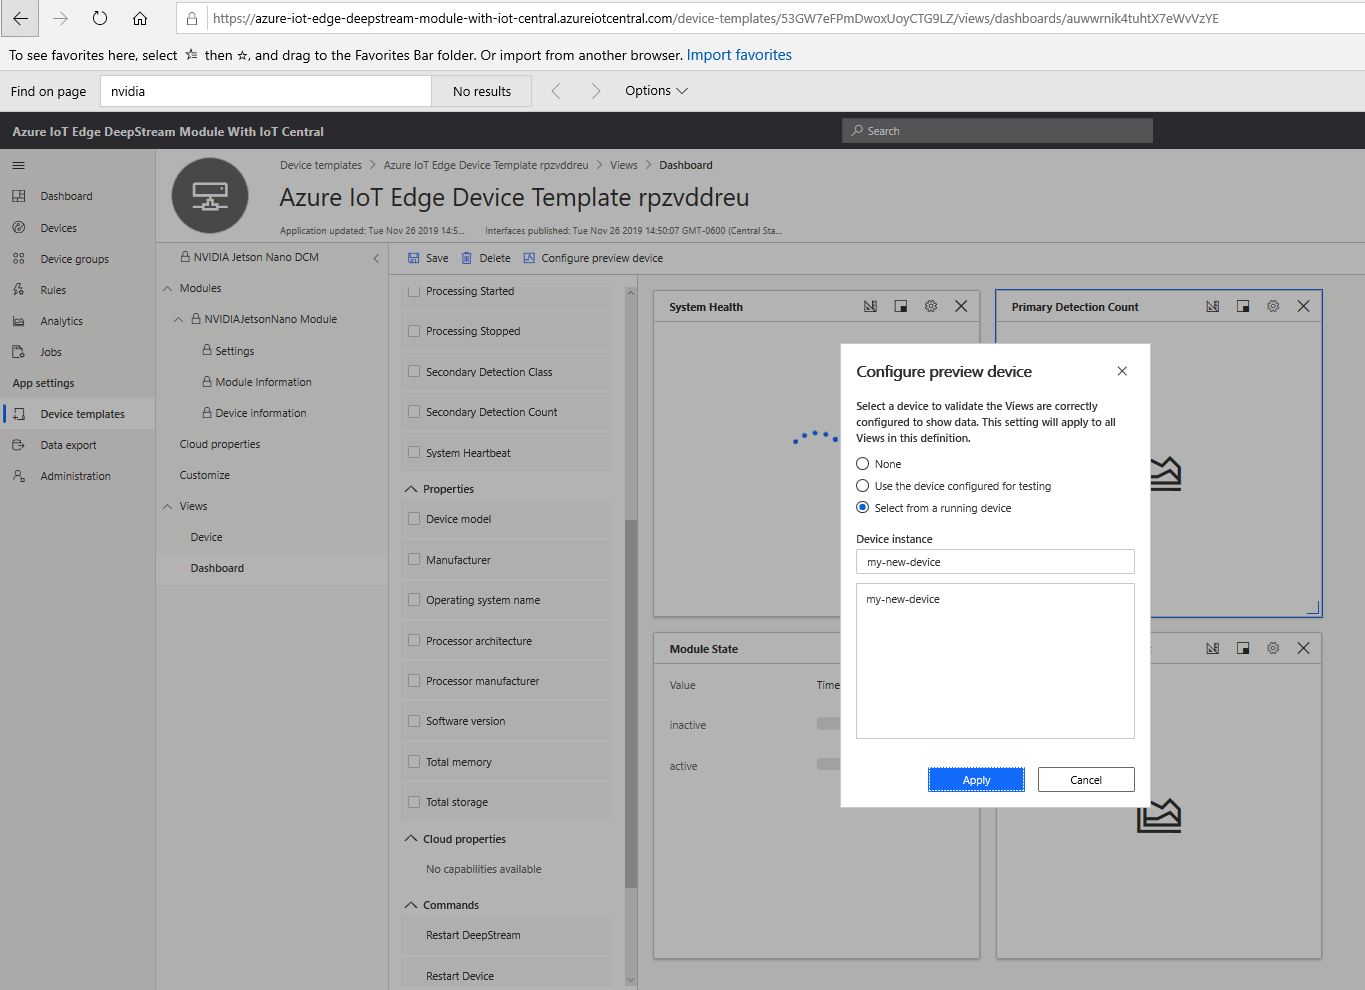 https://azure-iot-edge-deepstream-module-with-iot-central.azureiotcentral.com/device-templates/53GW7eFPmDwoxUoyCTG9LZ/views/dashboards/auwwrnik4tuhtX7eWvVzYE
To see favorites here, select then , and drag to the Favorites Bar folder. Or import from another browser. Import favorites
Find on page nvidia No results Options
Azure IoT Edge DeepStream Module With IoT Central Search
Device templates > Azure IoT Edge Device Template rpzvddreu > Views > Dashboard
Azure IoT Edge Device Template rpzvddreu
Application updated: Tue Nov 26 2019 14:5... Interfaces published: Tue Nov 26 2019 14:50:07 GMT-0600 (Central Sta...
Dashboard
Devices
Device groups
Rules
Analytics
Jobs
App settings
Device templates
Data export
Administration
NVIDIA Jetson Nano DCM
Modules
NVIDIAJetsonNano Module
Settings
Module Information
Device information
Cloud properties
Customize
Views
Device
Dashboard
Save Delete Configure preview device
Processing Started
Processing Stopped
Secondary Detection Class
Secondary Detection Count
System Heartbeat
Properties
Device model
Manufacturer
Operating system name
Processor architecture
Processor manufacturer
Software version
Total memory
Total storage
Cloud properties
No capabilities available
Commands
Restart DeepStream
Restart Device
System Health
Primary Detection Count
Module State
Value Time
inactive
active
Configure preview device
Select a device to validate the Views are correctly
configured to show data. This setting will apply to all
Views in this definition.
None
Use the device configured for testing
Select from a running device
Device instance
my-new-device
my-new-device
Apply Cancel